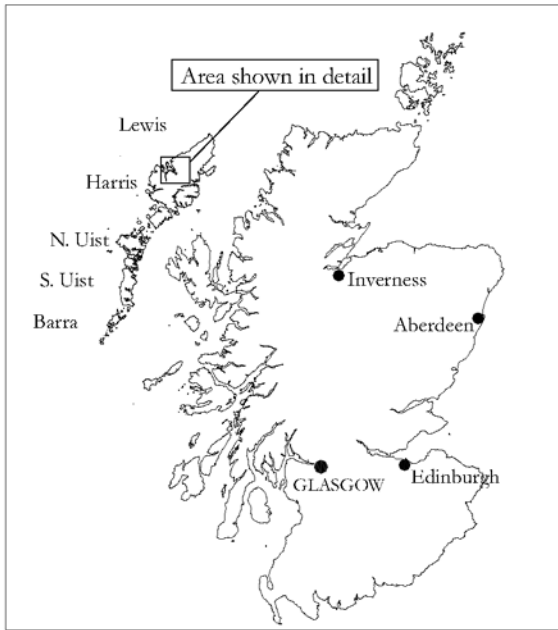 Area shown in detail
Lewis
Harris
N. Uist
S. Uist
Barra
Inverness
Aberdeen
GLASGOW
Edinburgh